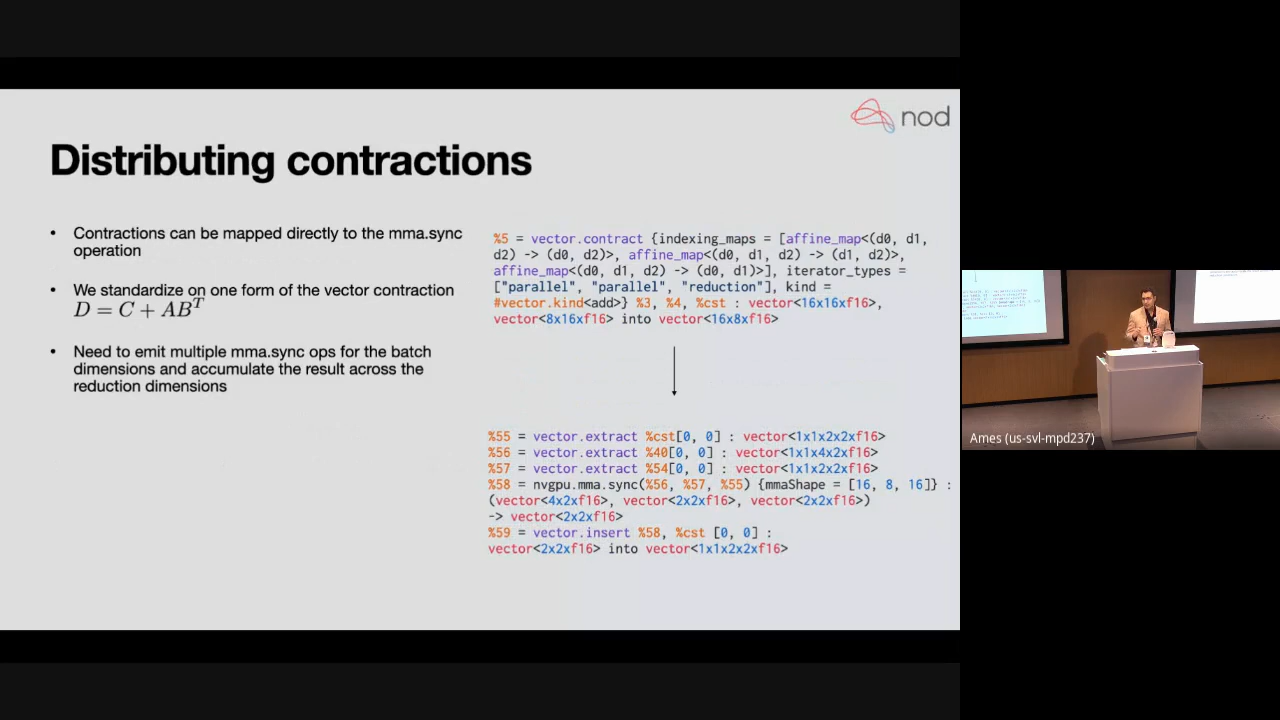 nod
Distributing contractions
• Contractions can be mapped directly to the mma.sync
operation
• We standardize on one form of the vector contraction
D = C + AB^T
• Need to emit multiple mma.sync ops for the batch
dimensions and accumulate the result across the
reduction dimensions
%5 = vector.contract {indexing_maps = [affine_map<(d0, d1,
d2) -> (d0, d2)>, affine_map<(d0, d1, d2) -> (d1, d2)>,
affine_map<(d0, d1, d2) -> (d0, d1)>], iterator_types =
["parallel", "parallel", "reduction"], kind =
#vector.kind<add>} %3, %4, %cst : vector<16x16xf16>,
vector<8x16xf16> into vector<16x8xf16>
%55 = vector.extract %cst[0, 0] : vector<1x1x2x2xf16>
%56 = vector.extract %40[0, 0] : vector<1x1x4x2xf16>
%57 = vector.extract %54[0, 0] : vector<1x1x2x2xf16>
%58 = nvgpu.mma.sync(%56, %57, %55) {mmaShape = [16, 8, 16]} :
(vector<4x2xf16>, vector<2x2xf16>, vector<2x2xf16>)
-> vector<2x2xf16>
%59 = vector.insert %58, %cst [0, 0] :
vector<2x2xf16> into vector<1x1x2x2xf16>
Ames (us-svl-mpd237)